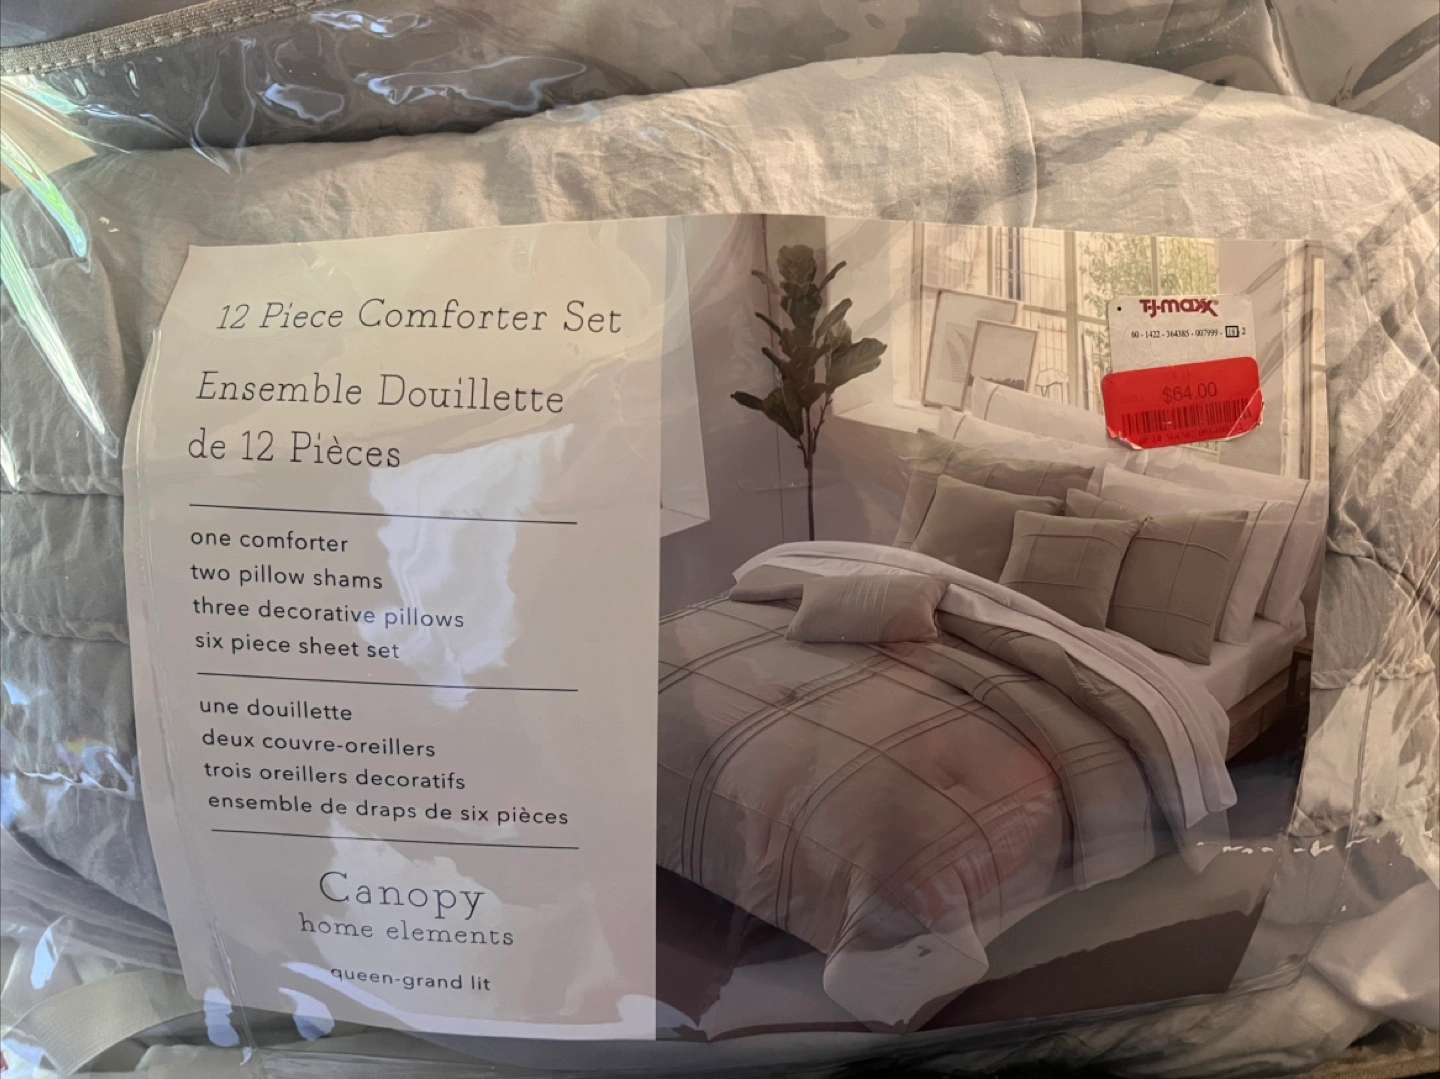 12 Piece Comforter Set
Ensemble Douillette
de 12 Pièces
one comforter
two pillow shams
three decorative pillows
six piece sheet set
une douillette
deux couvre-oreillers
trois oreillers decoratifs
ensemble de draps de six pièces
Canopy
home elements
queen-grand lit
T·J·maxx
60 - 1422 - 364385 - 007999 -
2
$64.00